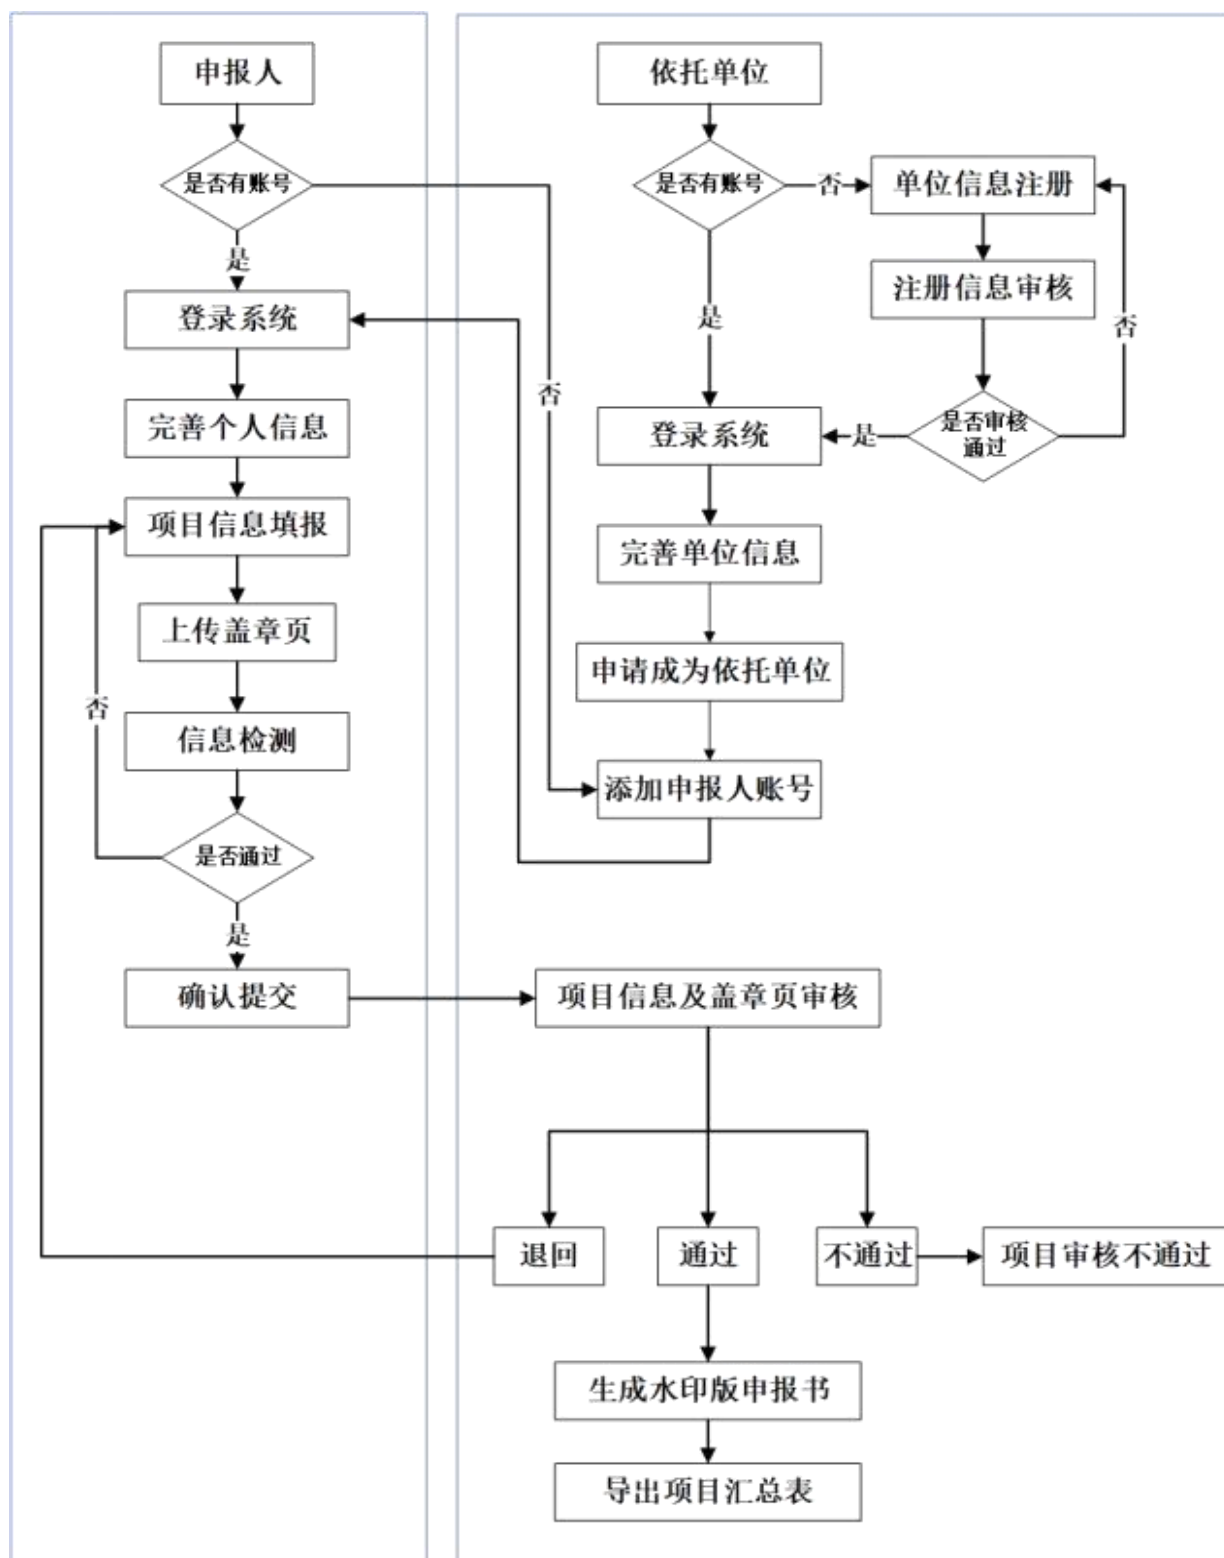 申报人
是否有账号
是
登录系统
完善个人信息
项目信息填报
上传盖章页
信息检测
否
是否通过
是
确认提交
否
依托单位
是否有账号
否
单位信息注册
注册信息审核
否
是否审核
通过
是
是
登录系统
完善单位信息
申请成为依托单位
添加申报人账号
项目信息及盖章页审核
退回
通过
不通过
项目审核不通过
生成水印版申报书
导出项目汇总表